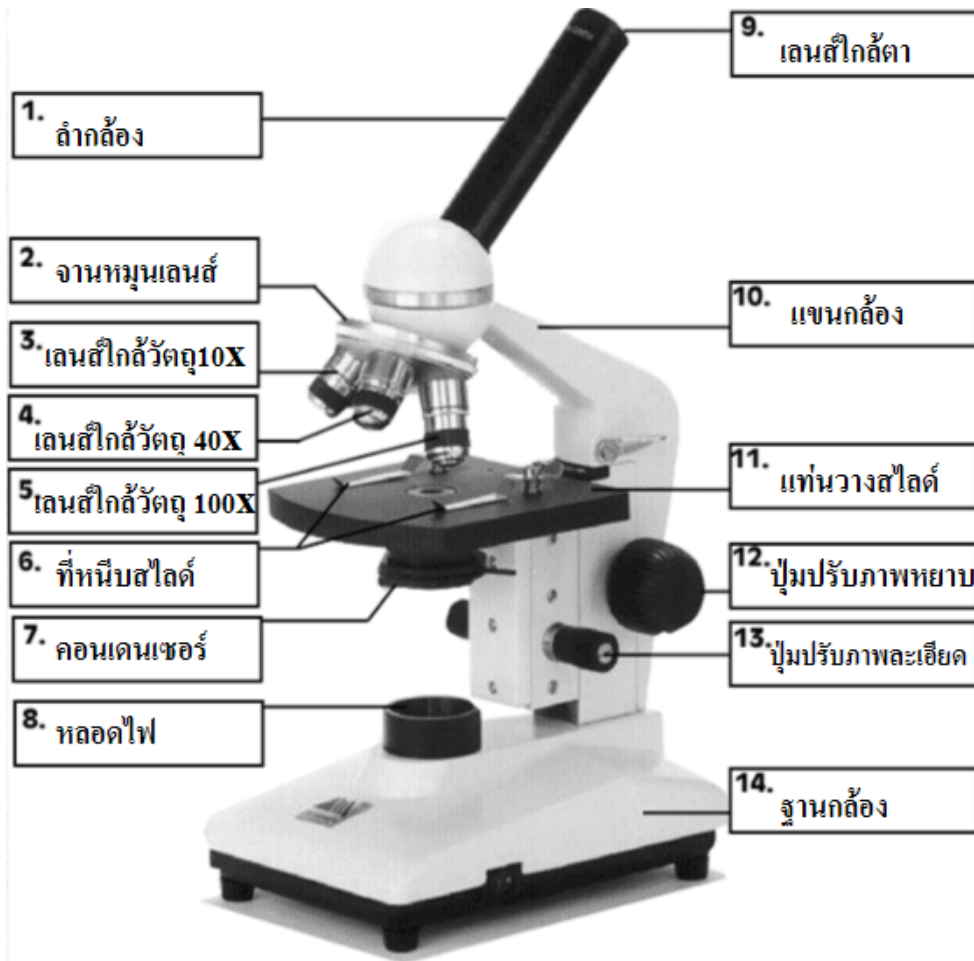 1. ลำกล้อง
2. จานหมุนเลนส์
3. เลนส์ใกล้วัตถุ10X
4. เลนส์ใกล้วัตถุ 40X
5. เลนส์ใกล้วัตถุ 100X
6. ที่หนีบสไลด์
7. คอนเดนเซอร์
8. หลอดไฟ
9. เลนส์ใกล้ตา
10. แขนกล้อง
11. แท่นวางสไลด์
12. ปุ่มปรับภาพหยาบ
13. ปุ่มปรับภาพละเอียด
14. ฐานกล้อง